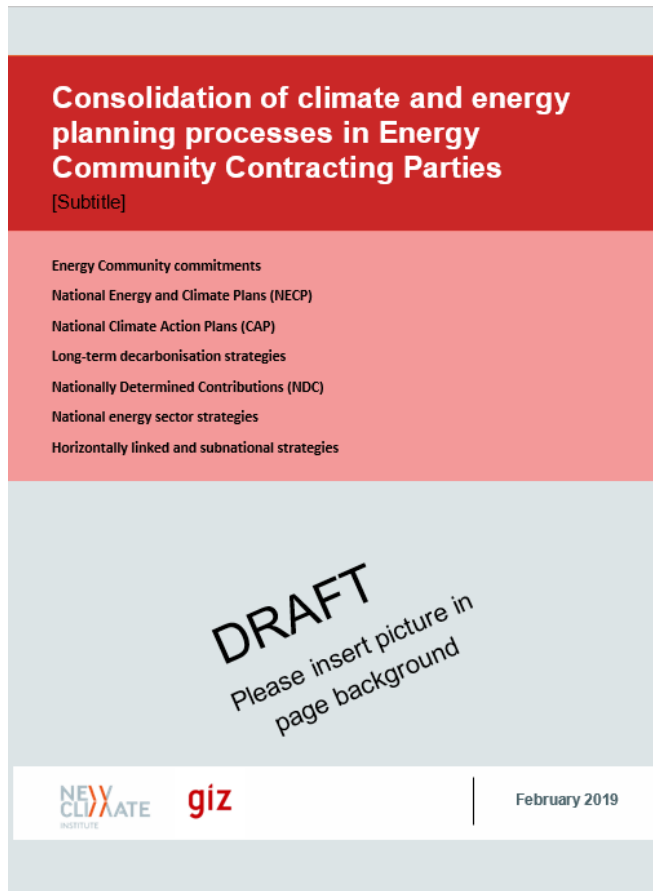 Consolidation of climate and energy
planning processes in Energy
Community Contracting Parties
[Subtitle]
Energy Community commitments
National Energy and Climate Plans (NECP)
National Climate Action Plans (CAP)
Long-term decarbonisation strategies
Nationally Determined Contributions (NDC)
National energy sector strategies
Horizontally linked and subnational strategies
DRAFT
Please insert picture in
page background
NEW
CLIMATE
INSTITUTE
giz
February 2019